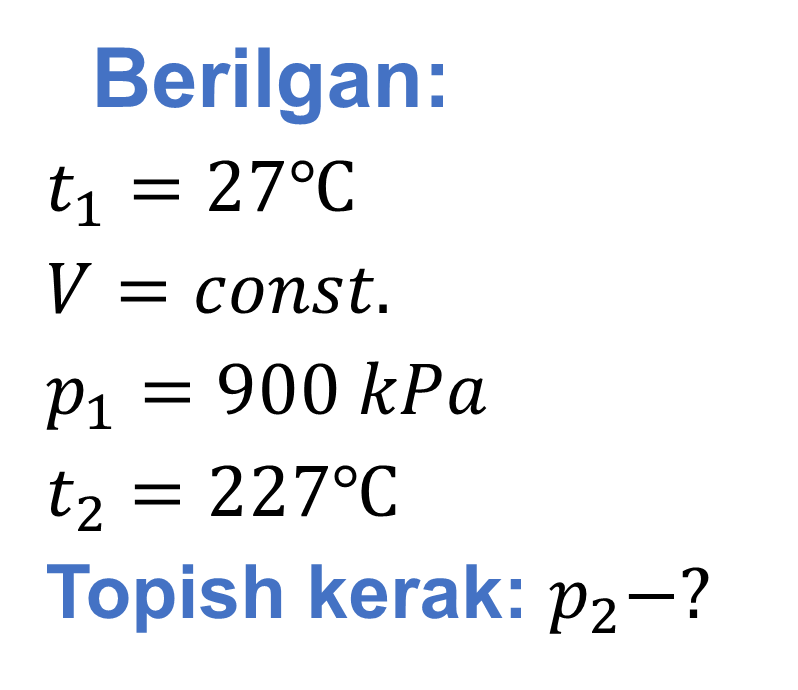 Berilgan:
t₁ = 27℃
V = const.
p₁ = 900 kPa
t₂ = 227℃
Topish kerak: p₂−?